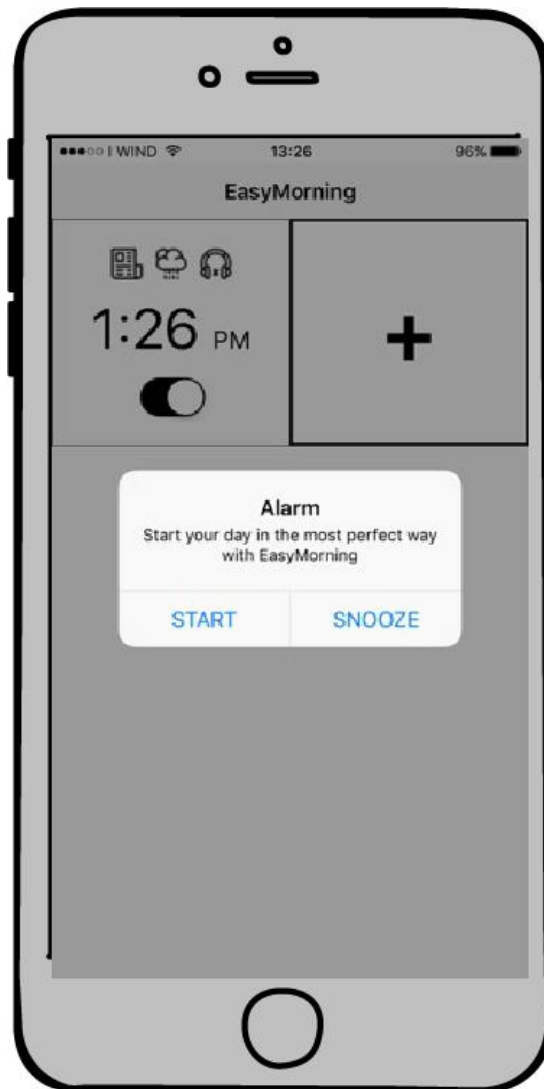 WIND 13:26 96%
EasyMorning
1:26 PM
+
Alarm
Start your day in the most perfect way
with EasyMorning
START SNOOZE